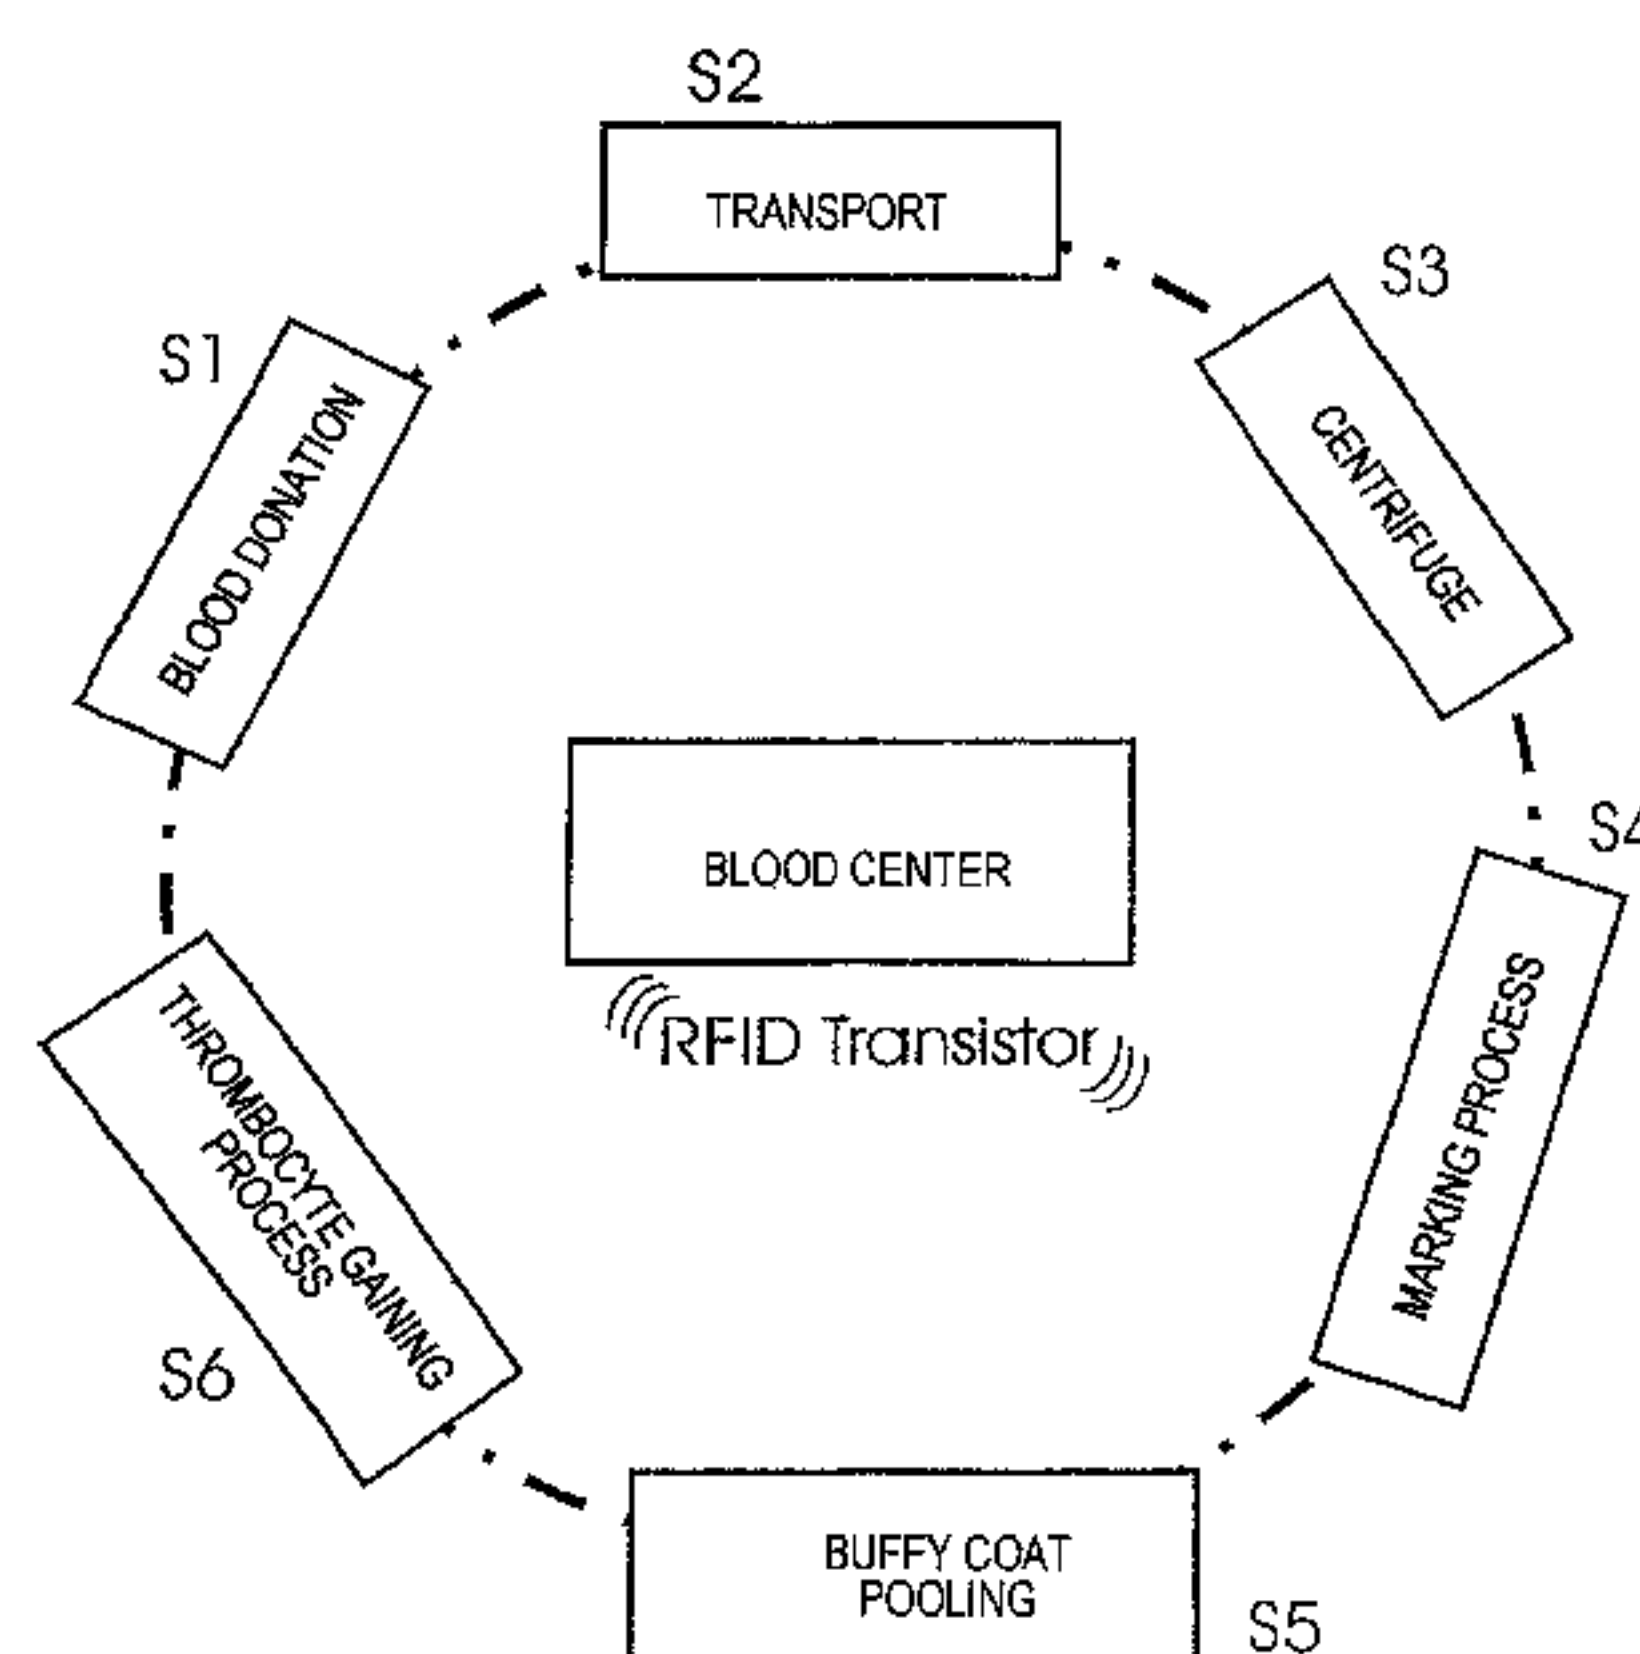 S2
TRANSPORT
S3
CENTRIFUGE
S1
BLOOD DONATION
S4
MARKING PROCESS
BLOOD CENTER
RFID Transistor
THROMBOCYTE GAINING
PROCESS
S6
BUFFY COAT
POOLING
S5